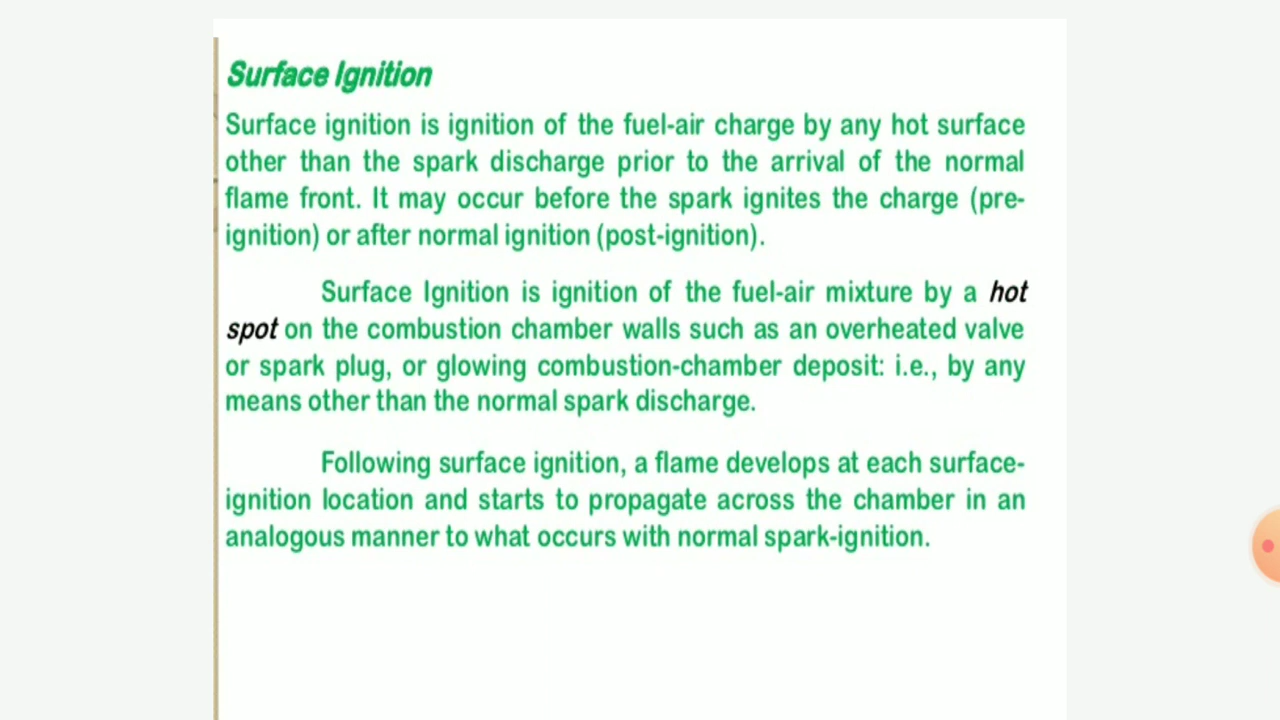 Surface Ignition
Surface ignition is ignition of the fuel-air charge by any hot surface
other than the spark discharge prior to the arrival of the normal
flame front. It may occur before the spark ignites the charge (pre-
ignition) or after normal ignition (post-ignition).
Surface Ignition is ignition of the fuel-air mixture by a hot
spot on the combustion chamber walls such as an overheated valve
or spark plug, or glowing combustion-chamber deposit: i.e., by any
means other than the normal spark discharge.
Following surface ignition, a flame develops at each surface-
ignition location and starts to propagate across the chamber in an
analogous manner to what occurs with normal spark-ignition.